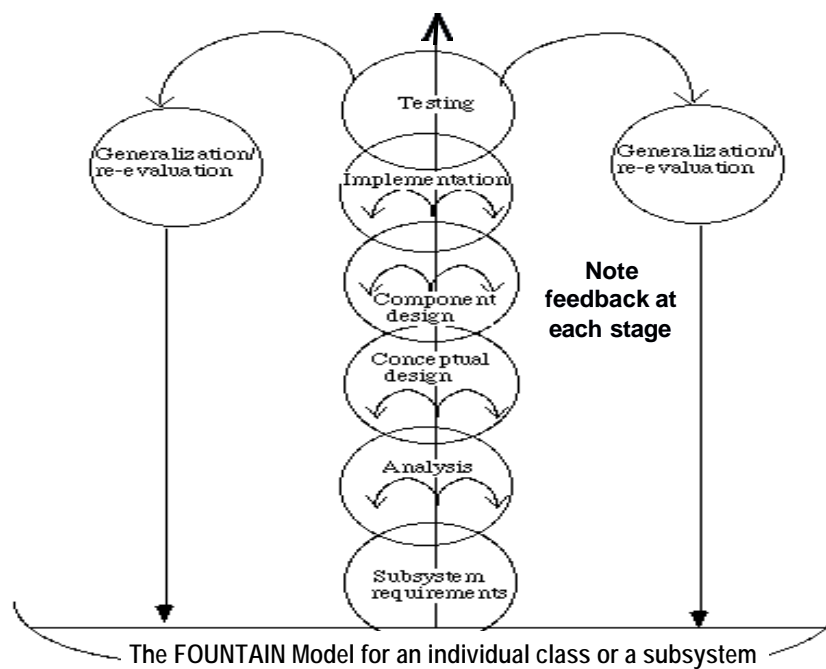 Testing
Generalization/
re-evaluation
Generalization/
re-evaluation
Implementation
Component
design
Note
feedback at
each stage
Conceptual
design
Analysis
Subsystem
requirements
The FOUNTAIN Model for an individual class or a subsystem